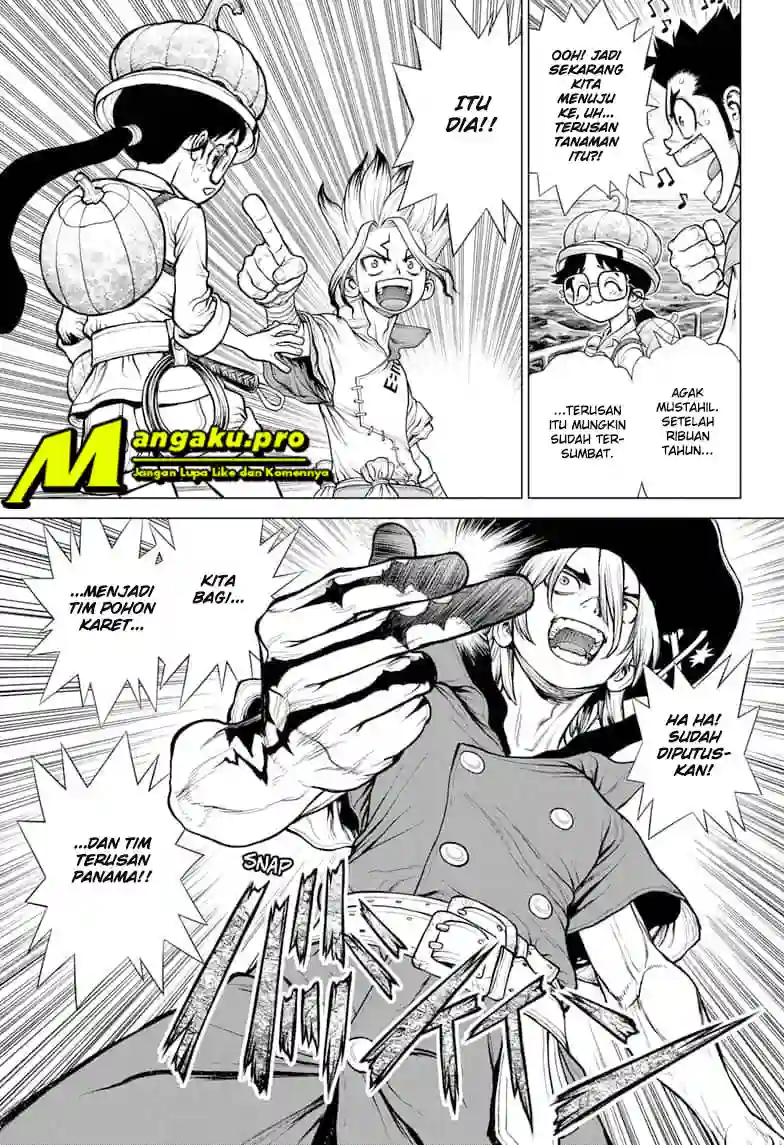 OOH! JADI
SEKARANG
KITA
MENUJU
KE, UH...
TERUSAN
TANAMAN
ITU?!
AGAK
MUSTAHIL.
SETELAH
RIBUAN
TAHUN...
...TERUSAN
ITU MUNGKIN
SUDAH TER-
SUMBAT.
ITU
DIA!!
Mangaku.pro
Jangan Lupa Like dan Komennya
HA HA!
SUDAH
DIPUTUS-
KAN!
KITA
BAGI...
...MENJADI
TIM POHON
KARET...
...DAN TIM
TERUSAN
PANAMA!!
SNAP